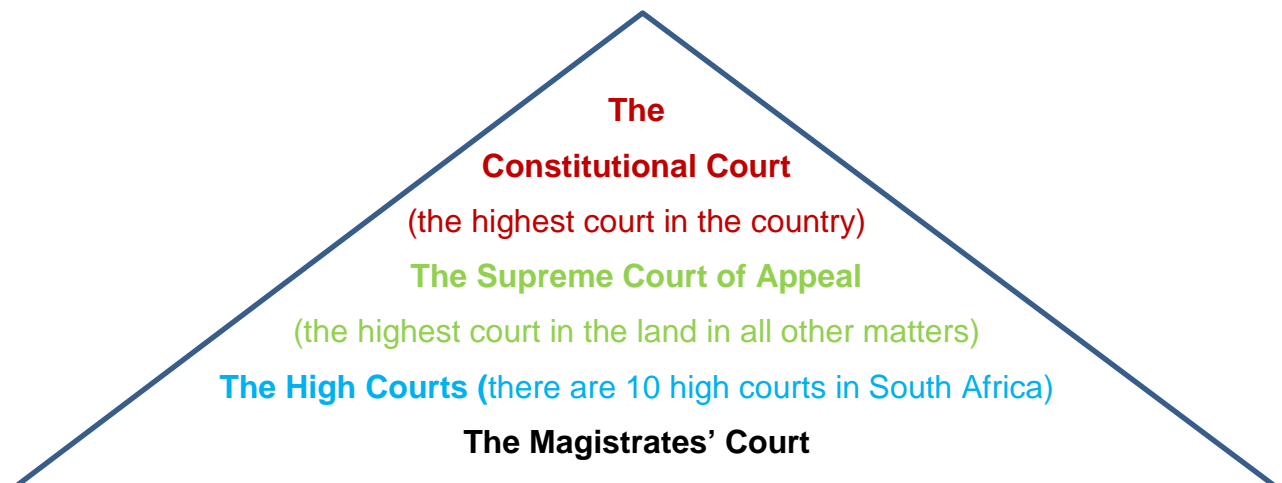 The
Constitutional Court
(the highest court in the country)
The Supreme Court of Appeal
(the highest court in the land in all other matters)
The High Courts (there are 10 high courts in South Africa)
The Magistrates’ Court